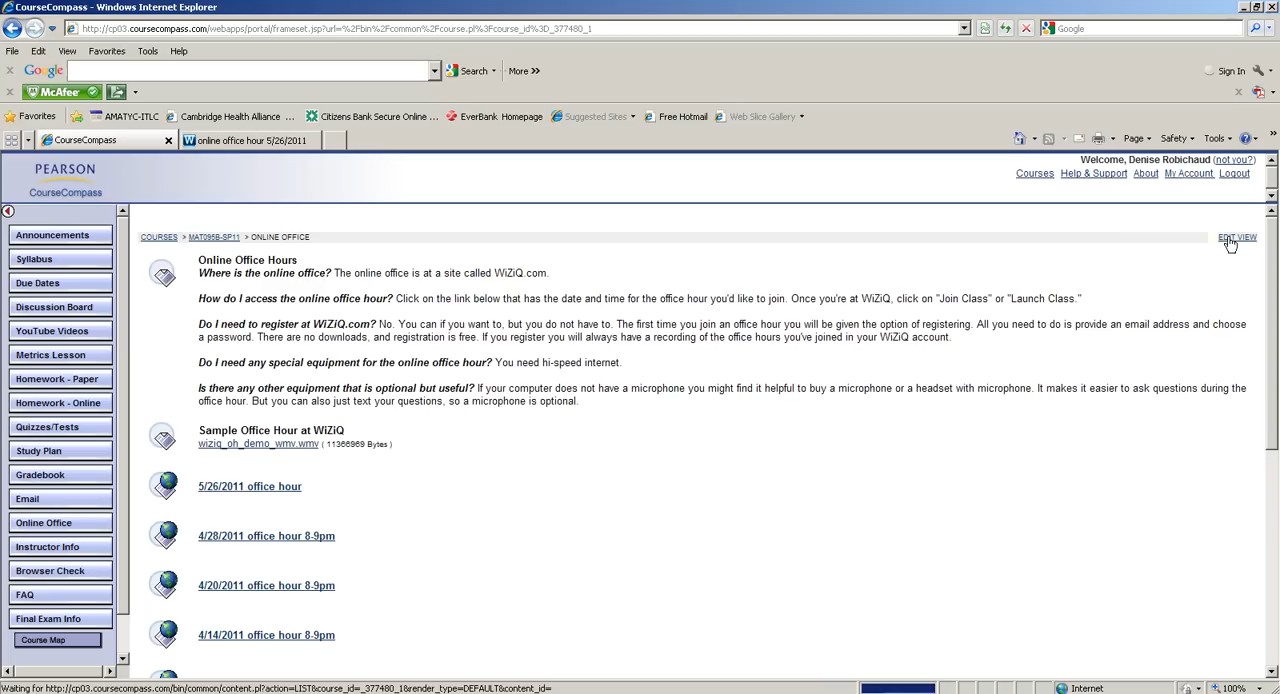 CourseCompass - Windows Internet Explorer
http://cp03.coursecompass.com/webapps/portal/frameset.jsp?url=%2Fbin%2Fcommon%2Fcourse.pl%3Fcourse_id%3D_377480_1
Google
File Edit View Favorites Tools Help
x Google Search More >> Sign In
x McAfee x
Favorites AMATYC-ITLC Cambridge Health Alliance ... Citizens Bank Secure Online ... EverBank Homepage Suggested Sites Free Hotmail Web Slice Gallery
CourseCompass online office hour 5/26/2011 Page Safety Tools
PEARSON
CourseCompass
Welcome, Denise Robichaud (not you?)
Courses Help & Support About My Account Logout
Announcements
Syllabus
Due Dates
Discussion Board
YouTube Videos
Metrics Lesson
Homework - Paper
Homework - Online
Quizzes/Tests
Study Plan
Gradebook
Email
Online Office
Instructor Info
Browser Check
FAQ
Final Exam Info
Course Map
COURSES > MAT095B-SP11 > ONLINE OFFICE
EDIT VIEW
Online Office Hours
Where is the online office? The online office is at a site called WiZiQ.com.
How do I access the online office hour? Click on the link below that has the date and time for the office hour you'd like to join. Once you're at WiZiQ, click on "Join Class" or "Launch Class."
Do I need to register at WiZiQ.com? No. You can if you want to, but you do not have to. The first time you join an office hour you will be given the option of registering. All you need to do is provide an email address and choose
a password. There are no downloads, and registration is free. If you register you will always have a recording of the office hours you've joined in your WiZiQ account.
Do I need any special equipment for the online office hour? You need hi-speed internet.
Is there any other equipment that is optional but useful? If your computer does not have a microphone you might find it helpful to buy a microphone or a headset with microphone. It makes it easier to ask questions during the
office hour. But you can also just text your questions, so a microphone is optional.
Sample Office Hour at WiZiQ
wiziq_oh_demo_wmv.wmv ( 11366969 Bytes )
5/26/2011 office hour
4/28/2011 office hour 8-9pm
4/20/2011 office hour 8-9pm
4/14/2011 office hour 8-9pm
Waiting for http://cp03.coursecompass.com/bin/common/content.pl?action=LIST&course_id=_377480_1&render_type=DEFAULT&content_id= Internet 100%